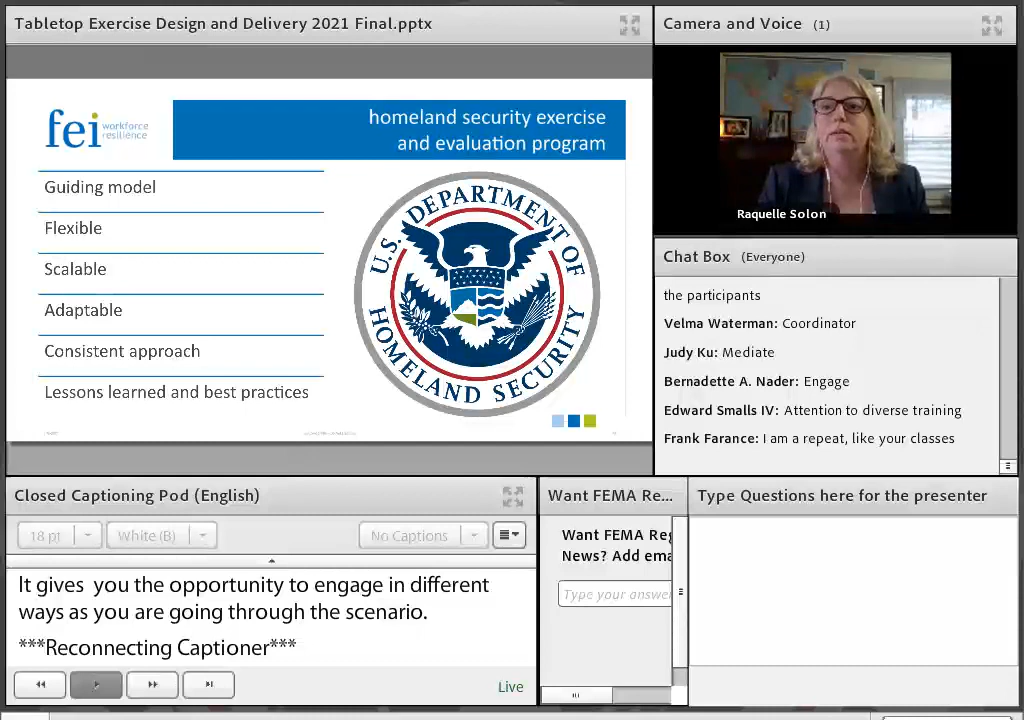 Tabletop Exercise Design and Delivery 2021 Final.pptx
fei workforce
resilience
homeland security exercise
and evaluation program
Guiding model
Flexible
Scalable
Adaptable
Consistent approach
Lessons learned and best practices
U.S. DEPARTMENT OF
HOMELAND SECURITY
Camera and Voice (1)
Raquelle Solon
Chat Box (Everyone)
the participants
Velma Waterman: Coordinator
Judy Ku: Mediate
Bernadette A. Nader: Engage
Edward Smalls IV: Attention to diverse training
Frank Farance: I am a repeat, like your classes
Closed Captioning Pod (English)
18 pt
White (B)
No Captions
It gives you the opportunity to engage in different
ways as you are going through the scenario.
***Reconnecting Captioner***
Live
Want FEMA Re...
Want FEMA Reg
News? Add ema
Type your answer
Type Questions here for the presenter